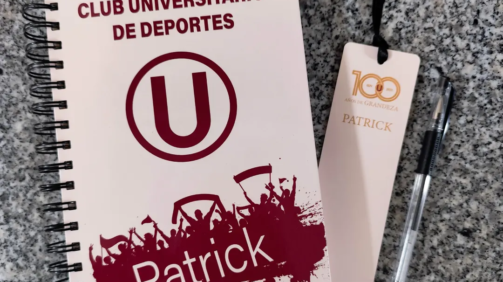 CLUB UNIVERSITARIO
DE DEPORTES
U
Patrick
100
PATRICK